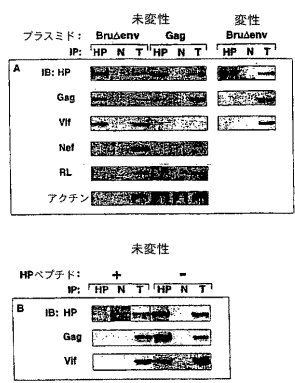 未変性 変性
プラスミド: BruΔenv Gag BruΔenv
IP: HP N T HP N T HP N T
A IB: HP
Gag
Vif
Nef
RL
アクチン
未変性
HPペプチド: + -
IP: HP N T HP N T
B IB: HP
Gag
Vif